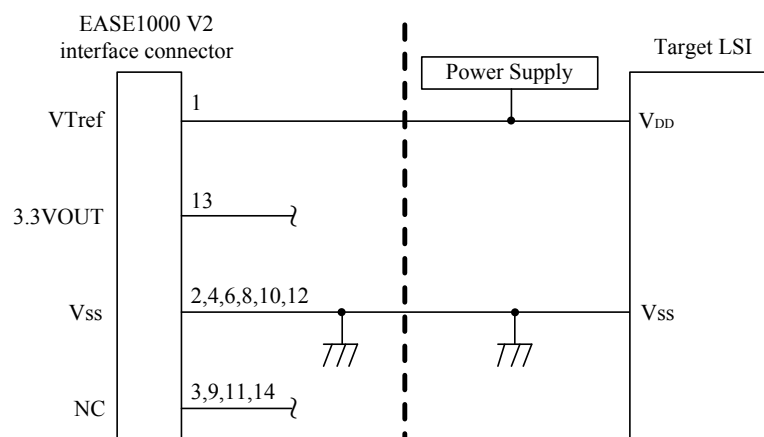 EASE1000 V2
interface connector
Target LSI
Power Supply
VTref
1
VDD
3.3VOUT
13
Vss
2,4,6,8,10,12
Vss
NC
3,9,11,14